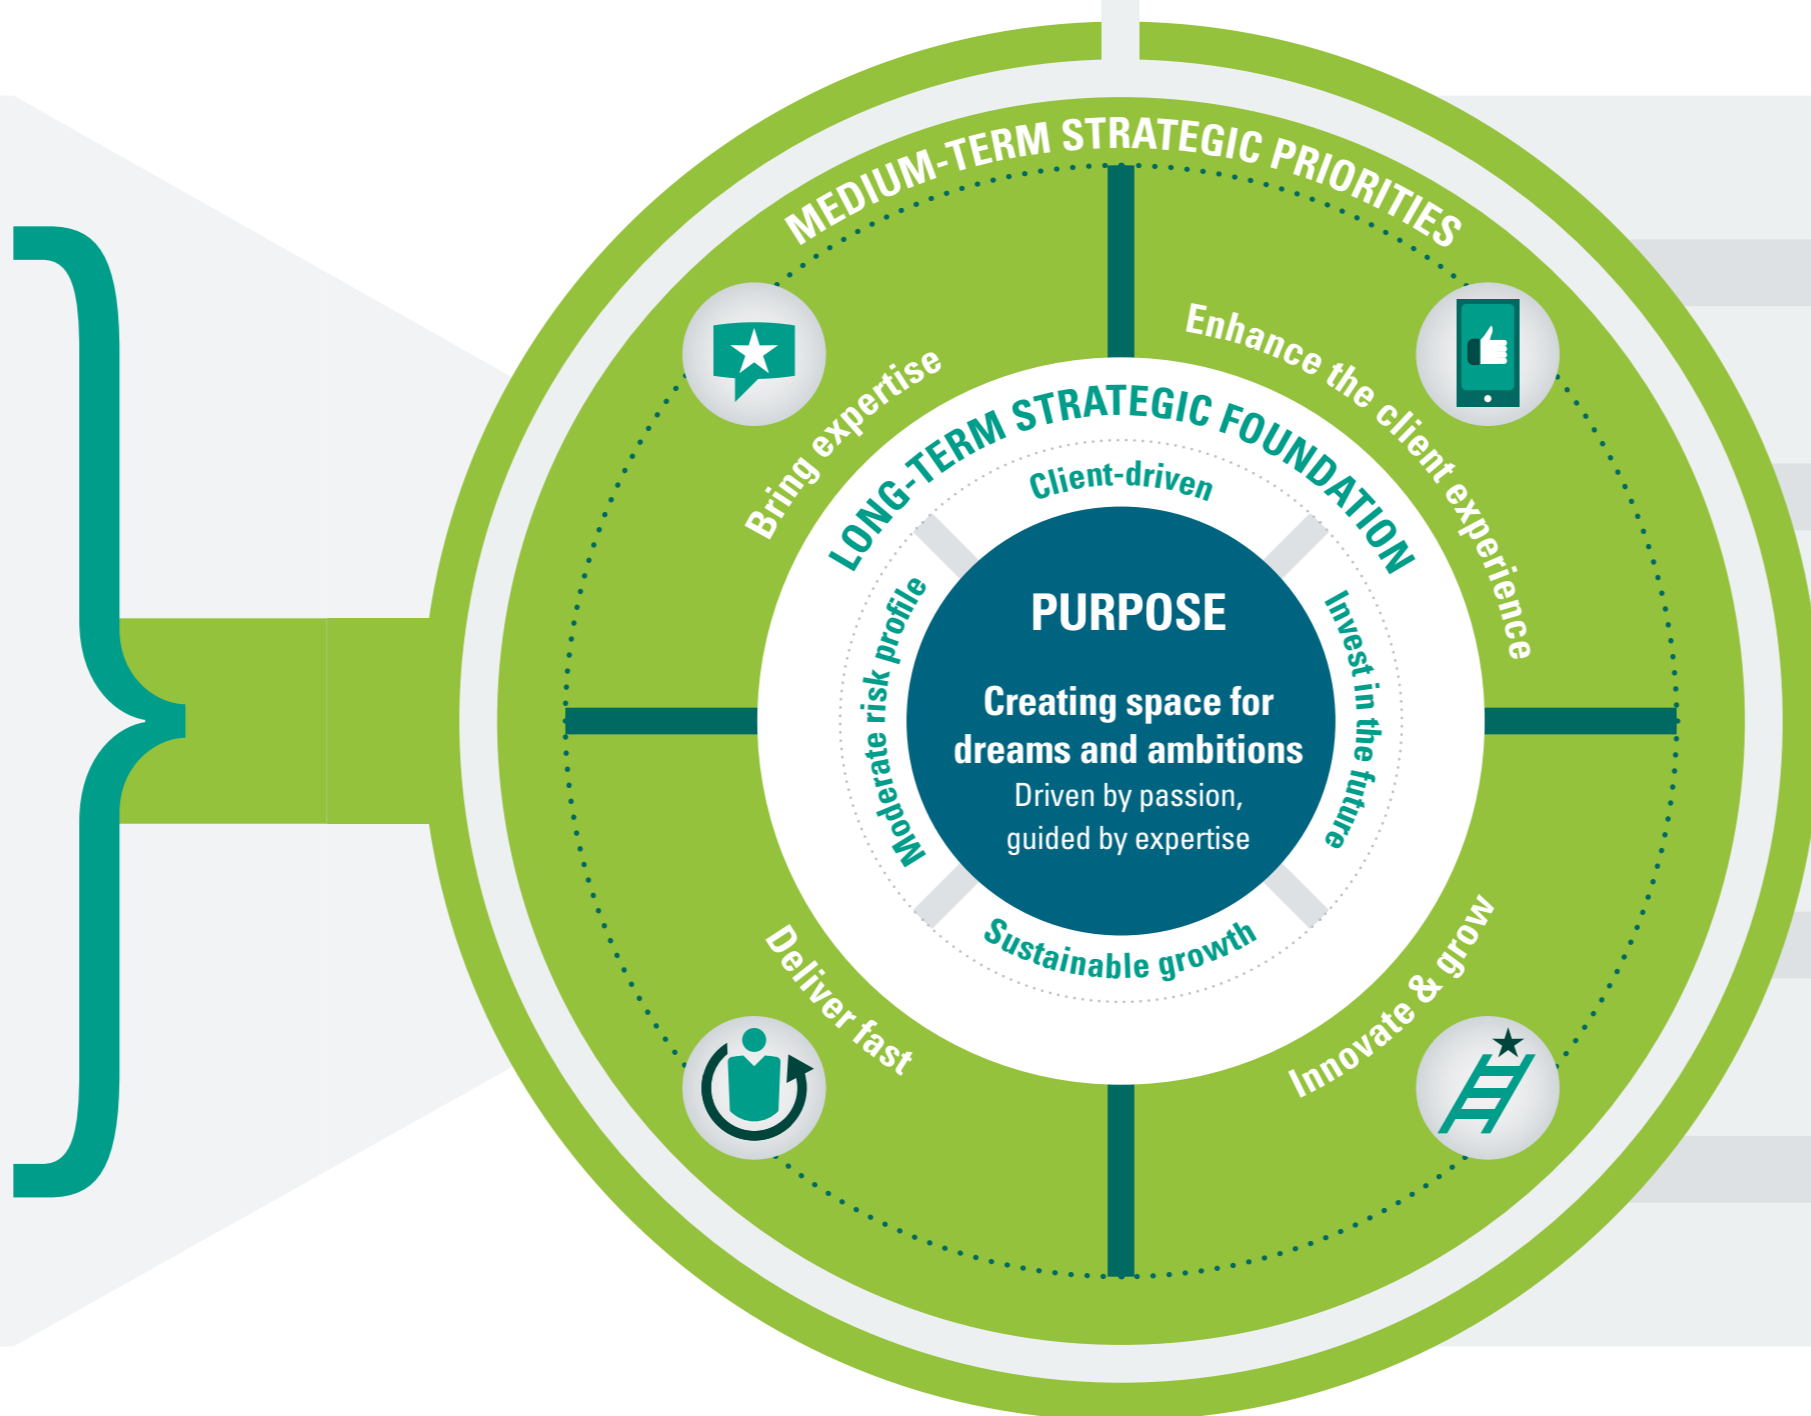 MEDIUM-TERM STRATEGIC PRIORITIES
Bring expertise
Enhance the client experience
LONG-TERM STRATEGIC FOUNDATION
Client-driven
Moderate risk profile
Invest in the future
PURPOSE
Creating space for
dreams and ambitions
Driven by passion,
guided by expertise
Sustainable growth
Deliver fast
Innovate & grow